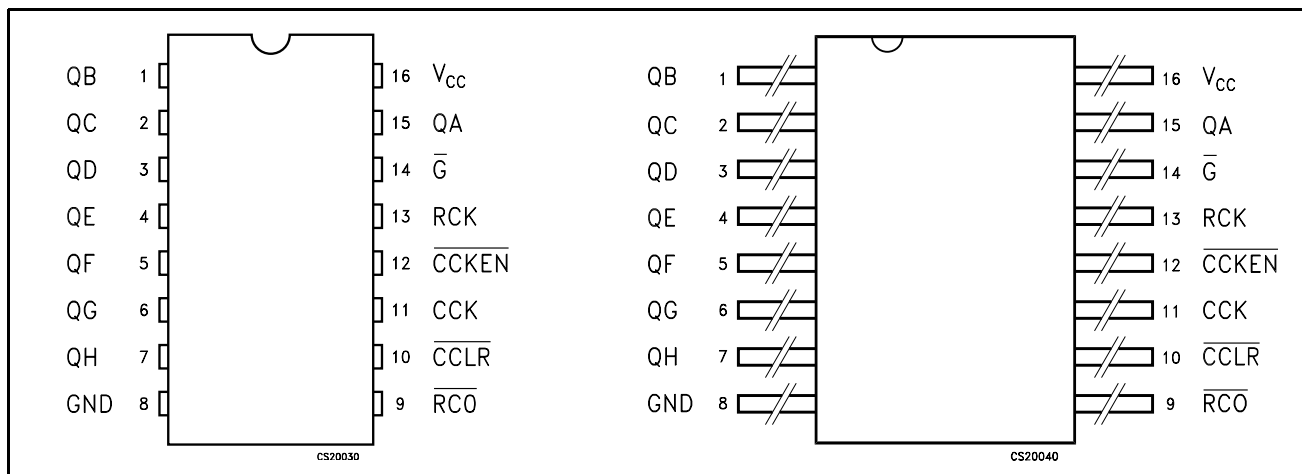 QB 1 16 V_CC
QC 2 15 QA
QD 3 14 G̅
QE 4 13 RCK
QF 5 12 C̅C̅K̅E̅N̅
QG 6 11 CCK
QH 7 10 C̅C̅L̅R̅
GND 8 9 R̅C̅O̅
CS20030
QB 1 16 V_CC
QC 2 15 QA
QD 3 14 G̅
QE 4 13 RCK
QF 5 12 C̅C̅K̅E̅N̅
QG 6 11 CCK
QH 7 10 C̅C̅L̅R̅
GND 8 9 R̅C̅O̅
CS20040